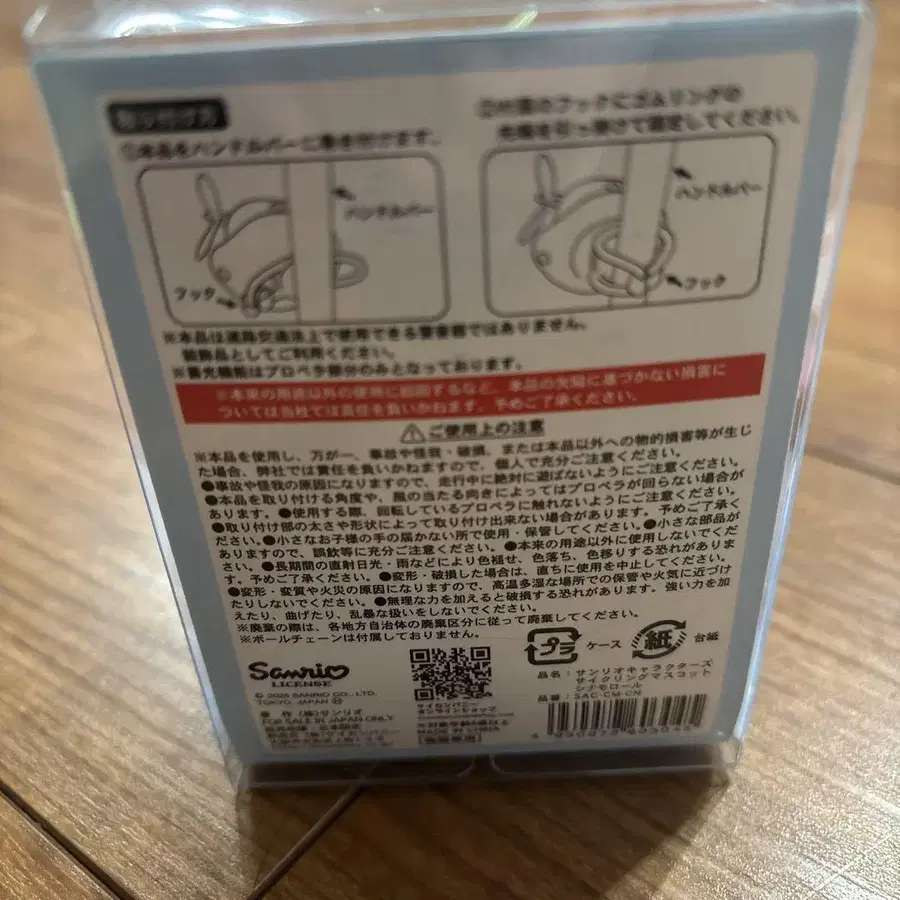 取り付け方
①本品をハンドルバーに巻き付けます。
②付属のフックにゴムリングの
先端を引っ掛けて固定してください。
ハンドルバー
フック
ハンドルバー
フック
※本品は道路交通法上で使用できる警音器ではありません。
装飾品としてご利用ください。
※蓄光機能はプロペラ部分のみとなっております。
※本来の用途以外の使用に起因するなど、本品の欠陥に基づかない損害に
ついては当社では責任を負いかねます。予めご了承ください。
⚠ご使用上の注意
※本品を使用し、万が一、事故や怪我・破損、または本品以外への物的損害等が生じ
た場合、弊社では責任を負いかねますので、個人で充分ご注意ください。
●事故や怪我の原因になりますので、走行中に絶対に遊ばないようにご注意ください。
●本品を取り付ける角度や、風の当たる向きによってはプロペラが回らない場合が
あります。●使用する際、回転しているプロペラに触れないようにご注意ください。
●取り付け部の太さや形状によって取り付け出来ない場合があります。予めご了承く
ださい。●小さなお子様の手の届かない所で使用・保管してください。●小さな部品が
ありますので、誤飲等に充分ご注意ください。●本来の用途以外に使用しないでくだ
さい。●長期間の直射日光・雨などにより色褪せ、色落ち、色移りする恐れがありま
す。予めご了承ください。●変形・破損した場合は、直ちに使用を中止してください。
●変形・変質や火災の原因になりますので、高温多湿な場所での保管や火気に近づけ
たりしないでください。●無理な力を加えると破損する恐れがあります。強い力を加
えたり、曲げたり、乱暴な扱いをしないでください。
※廃棄の際は、各地方自治体の廃棄区分に従って廃棄してください。
※ボールチェーンは付属しておりません。
プラ ケース
紙 台紙
Sanrio
LICENSE
© 2025 SANRIO CO., LTD.
TOKYO, JAPAN Ⓗ
著作 (株)サンリオ
FOR SALE IN JAPAN ONLY
ケイカンパニー
オンラインショップ
MADE IN CHINA
品名：サンリオキャラクターズ
サイクリングマスコット
シナモロール
品番：SAC-CM-CN